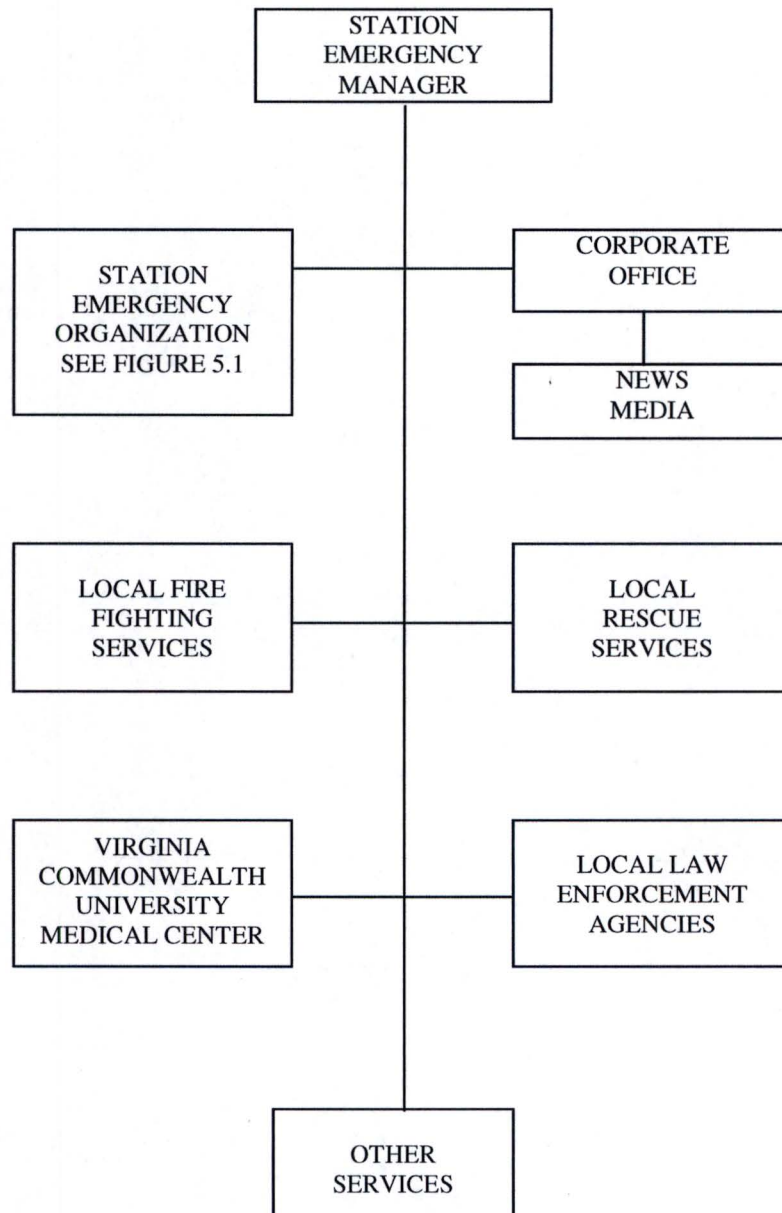 STATION
EMERGENCY
MANAGER
STATION
EMERGENCY
ORGANIZATION
SEE FIGURE 5.1
CORPORATE
OFFICE
NEWS
MEDIA
LOCAL FIRE
FIGHTING
SERVICES
LOCAL
RESCUE
SERVICES
VIRGINIA
COMMONWEALTH
UNIVERSITY
MEDICAL CENTER
LOCAL LAW
ENFORCEMENT
AGENCIES
OTHER
SERVICES